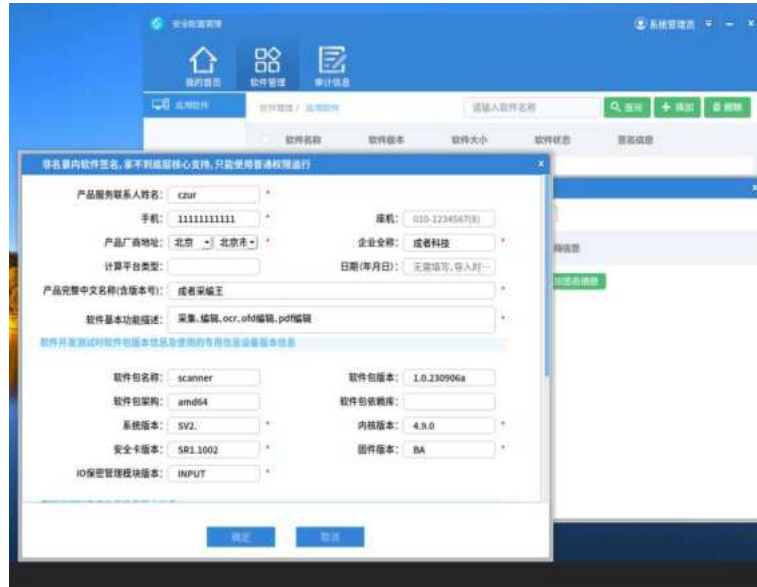 安全配置管理
系统管理员
我的首页 软件管理 审计信息
应用软件 软件管理 / 应用软件 请输入软件名称 查询 添加 删除
软件名称 软件版本 软件大小 软件状态 签名信息
非名录内软件签名,拿不到底层核心支持,只能使用普通权限运行 x
产品服务联系人姓名: czur *
手机: 11111111111 * 座机: 010-1234567(8)
产品厂商地址: 北京 北京市 * 企业全称: 成者科技 *
计算平台类型: 日期(年月日): 无需填写,导入时…
产品完整中文名称(含版本号): 成者采编王 *
软件基本功能描述: 采集、编辑、ocr、ofd编辑、pdf编辑 *
软件开发测试时软件包版本信息及使用的专用信息设备版本信息
软件包名称: scanner 软件包版本: 1.0.230906a
软件包架构: amd64 软件包依赖库:
系统版本: SV2. * 内核版本: 4.9.0 *
安全卡版本: SR1.1002 * 固件版本: BA *
IO保密管理模块版本: INPUT *
确定 取消